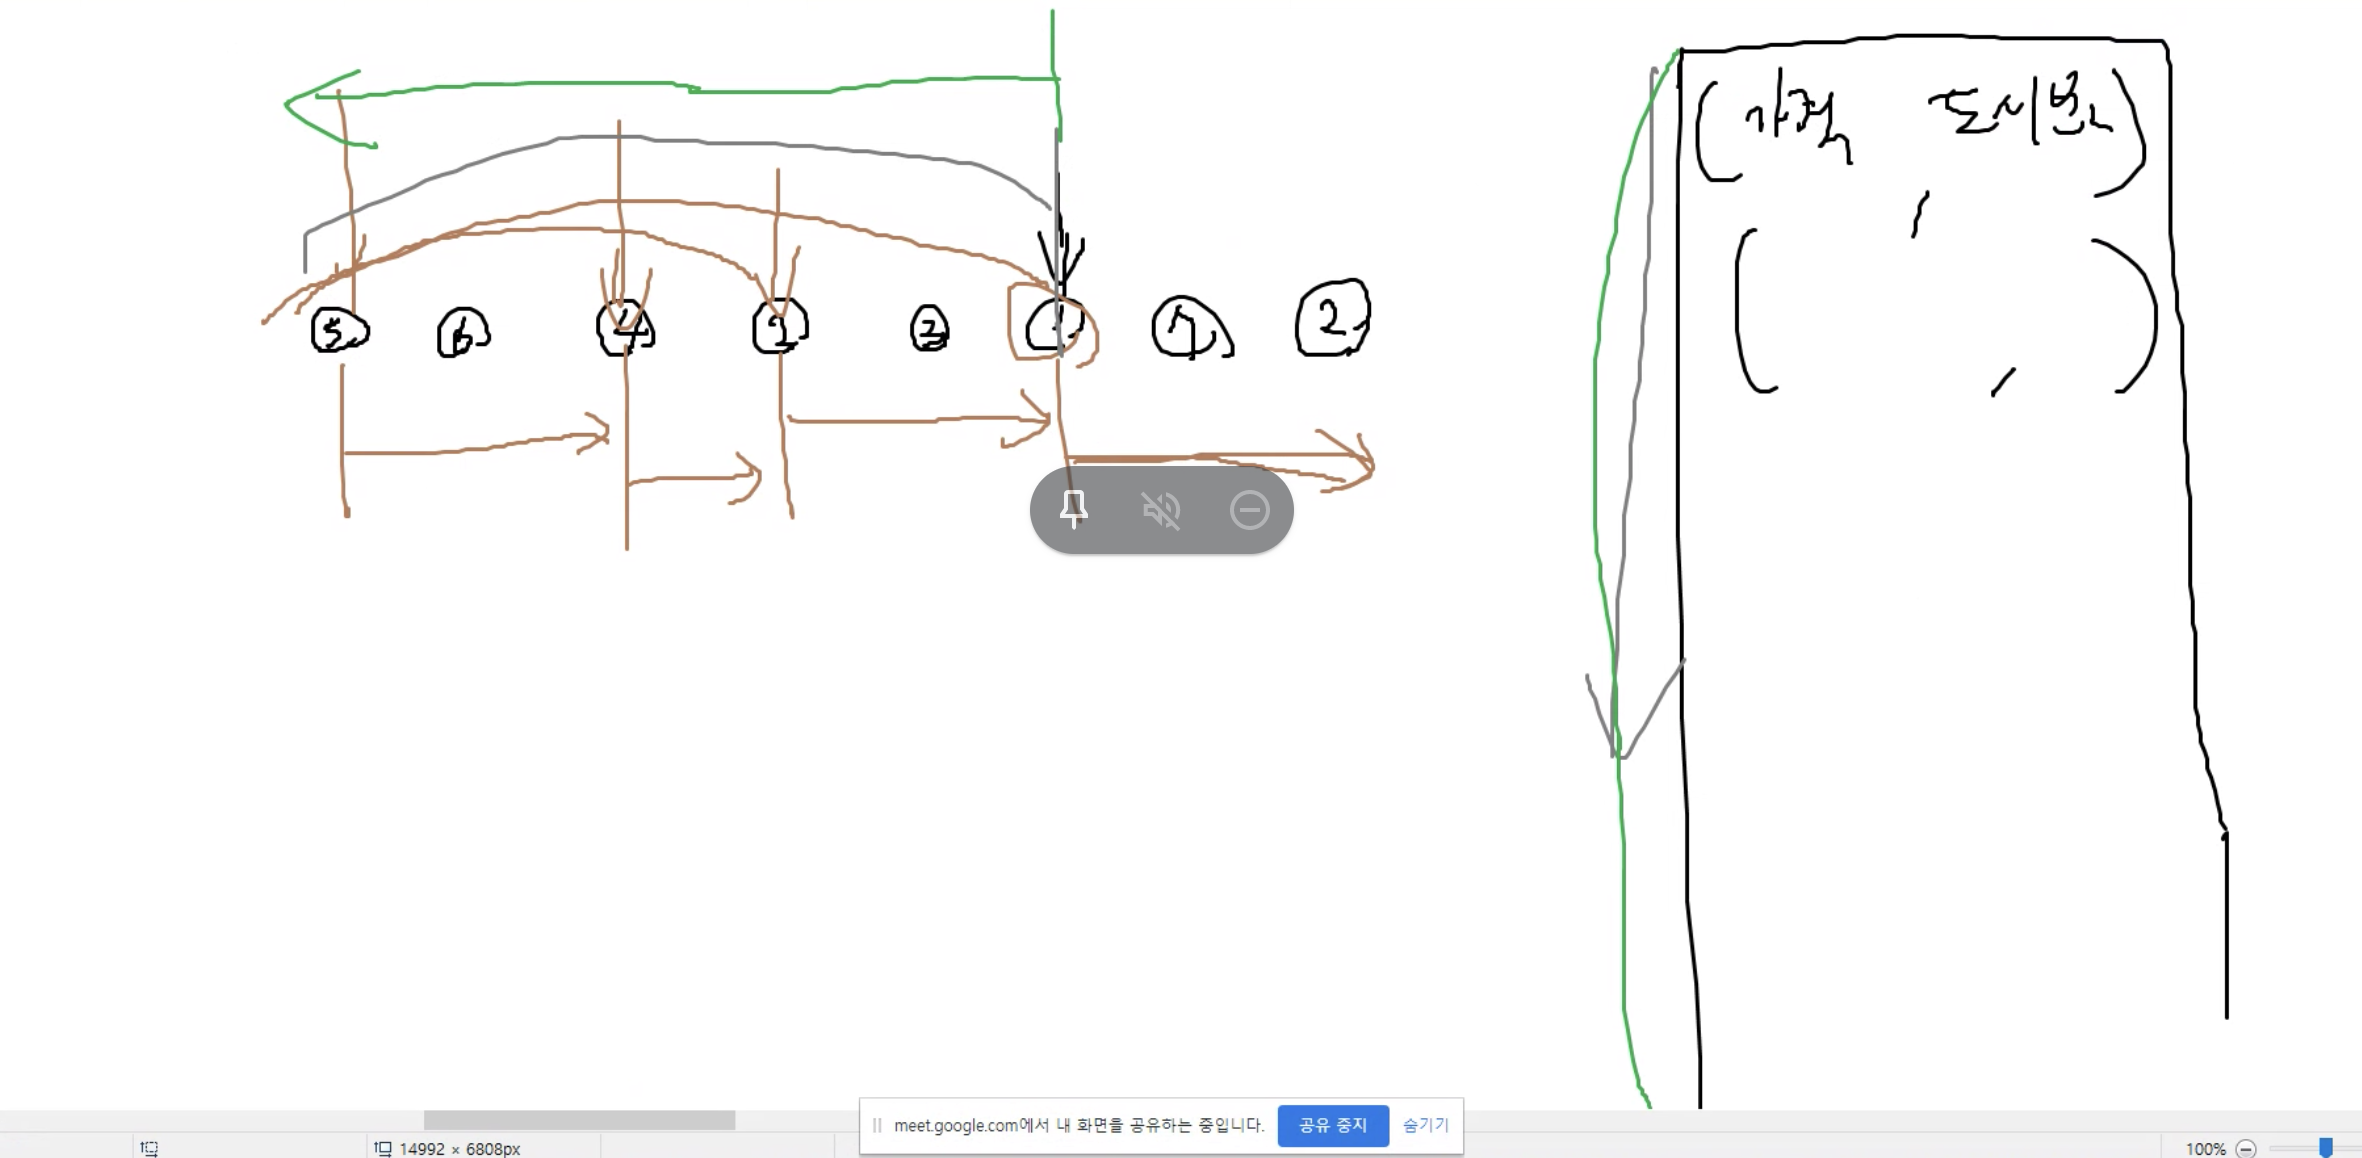 (가격 도시번호)
,
( , )
5 6 4 3 2 1 2
meet.google.com에서 내 화면을 공유하는 중입니다. 공유 중지 숨기기
14992 × 6808px 100%